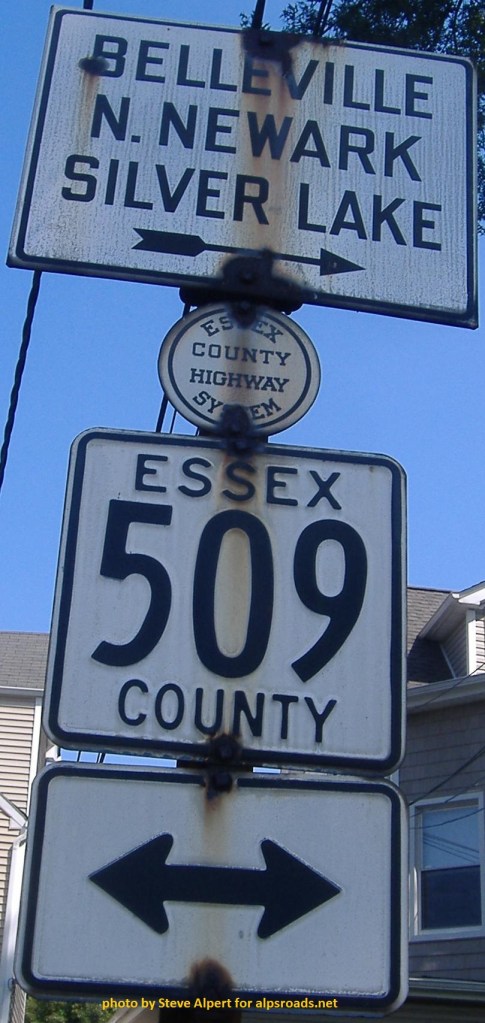 BELLEVILLE
N. NEWARK
SILVER LAKE
ESSEX
COUNTY
HIGHWAY
SYSTEM
ESSEX
509
COUNTY
photo by Steve Alpert for alpsroads.net